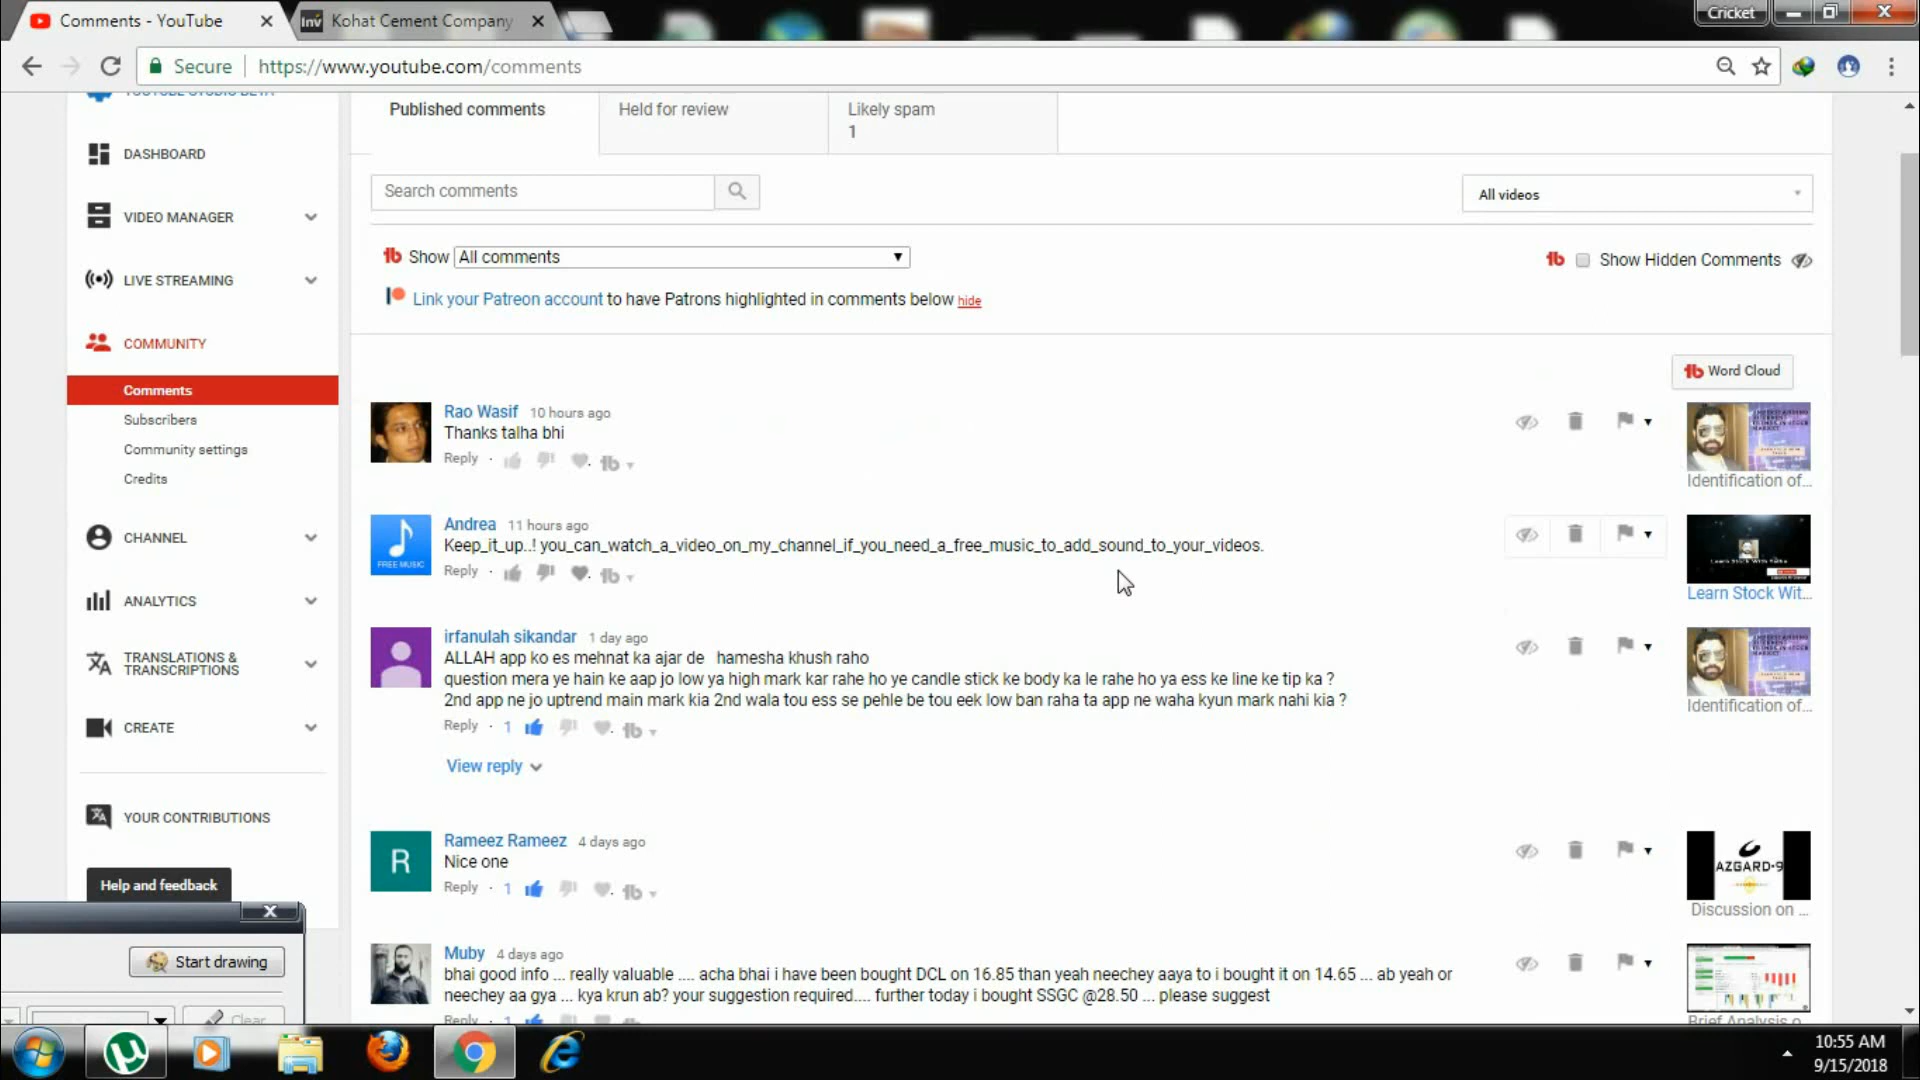 Comments - YouTube
Inv Kohat Cement Company
Cricket
Secure https://www.youtube.com/comments
Published comments
Held for review
Likely spam
1
DASHBOARD
VIDEO MANAGER
LIVE STREAMING
COMMUNITY
Comments
Subscribers
Community settings
Credits
CHANNEL
ANALYTICS
TRANSLATIONS &
TRANSCRIPTIONS
CREATE
YOUR CONTRIBUTIONS
Help and feedback
Start drawing
Clear
Search comments
All videos
Show All comments
Show Hidden Comments
Link your Patreon account to have Patrons highlighted in comments below hide
Word Cloud
Rao Wasif 10 hours ago
Thanks talha bhi
Reply
Identification of...
Andrea 11 hours ago
Keep_it_up..! you_can_watch_a_video_on_my_channel_if_you_need_a_free_music_to_add_sound_to_your_videos.
Reply
FREE MUSIC
Learn Stock Wit...
irfanulah sikandar 1 day ago
ALLAH app ko es mehnat ka ajar de hamesha khush raho
question mera ye hain ke aap jo low ya high mark kar rahe ho ye candle stick ke body ka le rahe ho ya ess ke line ke tip ka ?
2nd app ne jo uptrend main mark kia 2nd wala tou ess se pehle be tou eek low ban raha ta app ne waha kyun mark nahi kia ?
Reply · 1
View reply
Identification of...
R
Rameez Rameez 4 days ago
Nice one
Reply · 1
AZGARD·9
Discussion on ...
Muby 4 days ago
bhai good info ... really valuable .... acha bhai i have been bought DCL on 16.85 than yeah neechey aaya to i bought it on 14.65 ... ab yeah or
neechey aa gya ... kya krun ab? your suggestion required.... further today i bought SSGC @28.50 ... please suggest
Reply · 1
Brief Analysis o
10:55 AM
9/15/2018